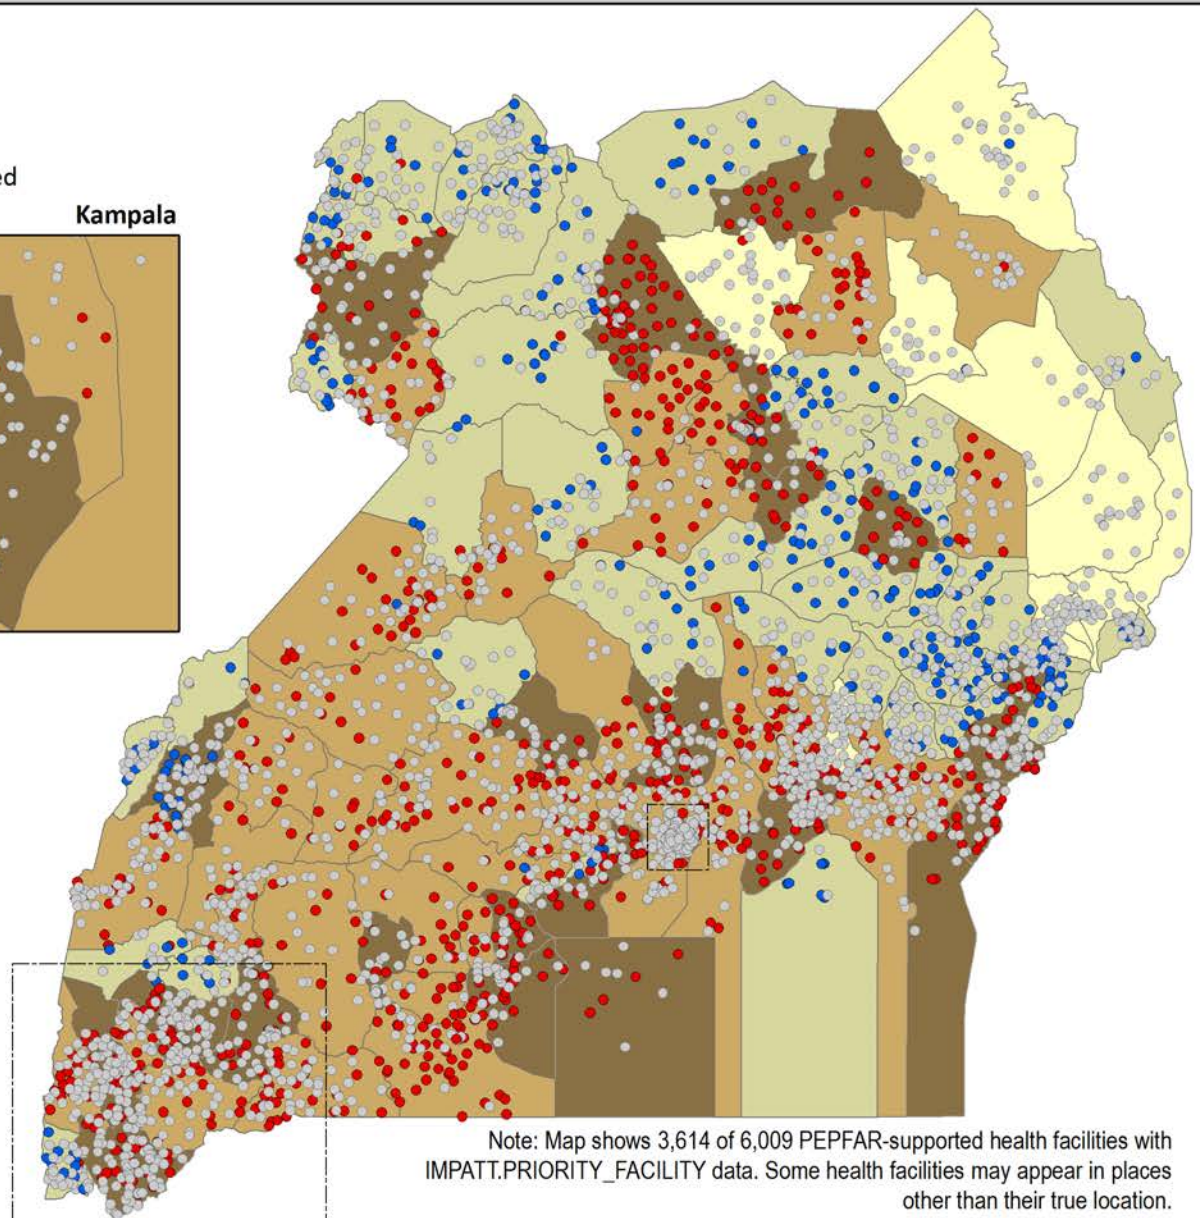 ed
Kampala
Note: Map shows 3,614 of 6,009 PEPFAR-supported health facilities with
IMPATT.PRIORITY_FACILITY data. Some health facilities may appear in places
other than their true location.